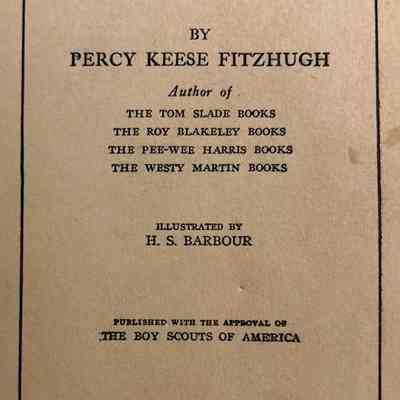 BY
PERCY KEESE FITZHUGH
Author of
THE TOM SLADE BOOKS
THE ROY BLAKELEY BOOKS
THE PEE-WEE HARRIS BOOKS
THE WESTY MARTIN BOOKS
ILLUSTRATED BY
H. S. BARBOUR
PUBLISHED WITH THE APPROVAL OF
THE BOY SCOUTS OF AMERICA